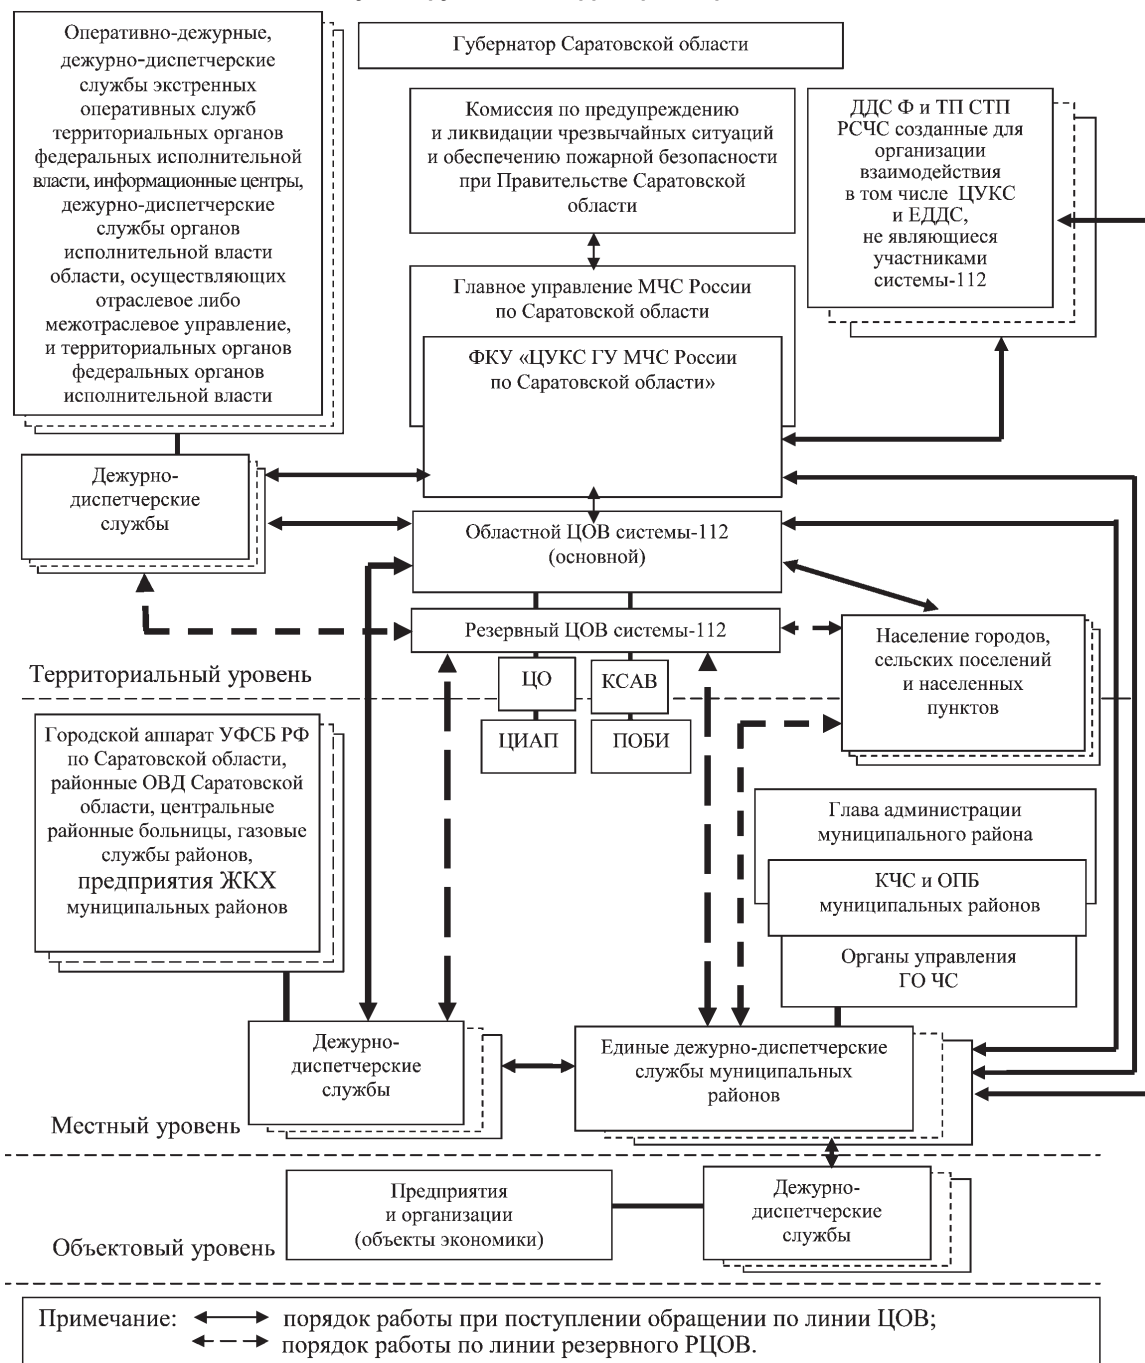 Оперативно-дежурные,
дежурно-диспетчерские
службы экстренных
оперативных служб
территориальных органов
федеральных исполнительной
власти, информационные центры,
дежурно-диспетчерские
службы органов
исполнительной власти
области, осуществляющих
отраслевое либо
межотраслевое управление,
и территориальных органов
федеральных органов
исполнительной власти
Губернатор Саратовской области
Комиссия по предупреждению
и ликвидации чрезвычайных ситуаций
и обеспечению пожарной безопасности
при Правительстве Саратовской
области
ДДС Ф и ТП СТП
РСЧС созданные для
организации
взаимодействия
в том числе ЦУКС
и ЕДДС,
не являющиеся
участниками
системы-112
Главное управление МЧС России
по Саратовской области
ФКУ «ЦУКС ГУ МЧС России
по Саратовской области»
Дежурно-
диспетчерские
службы
Областной ЦОВ системы-112
(основной)
Резервный ЦОВ системы-112
Население городов,
сельских поселений
и населенных
пунктов
Территориальный уровень
ЦО
КСАВ
ЦИАП
ПОБИ
Городской аппарат УФСБ РФ
по Саратовской области,
районные ОВД Саратовской
области, центральные
районные больницы, газовые
службы районов,
предприятия ЖКХ
муниципальных районов
Глава администрации
муниципального района
КЧС и ОПБ
муниципальных районов
Органы управления
ГО ЧС
Дежурно-
диспетчерские
службы
Единые дежурно-диспетчерские
службы муниципальных
районов
Местный уровень
Предприятия
и организации
(объекты экономики)
Дежурно-
диспетчерские
службы
Объектовый уровень
Примечание: порядок работы при поступлении обращении по линии ЦОВ;
порядок работы по линии резервного РЦОВ.